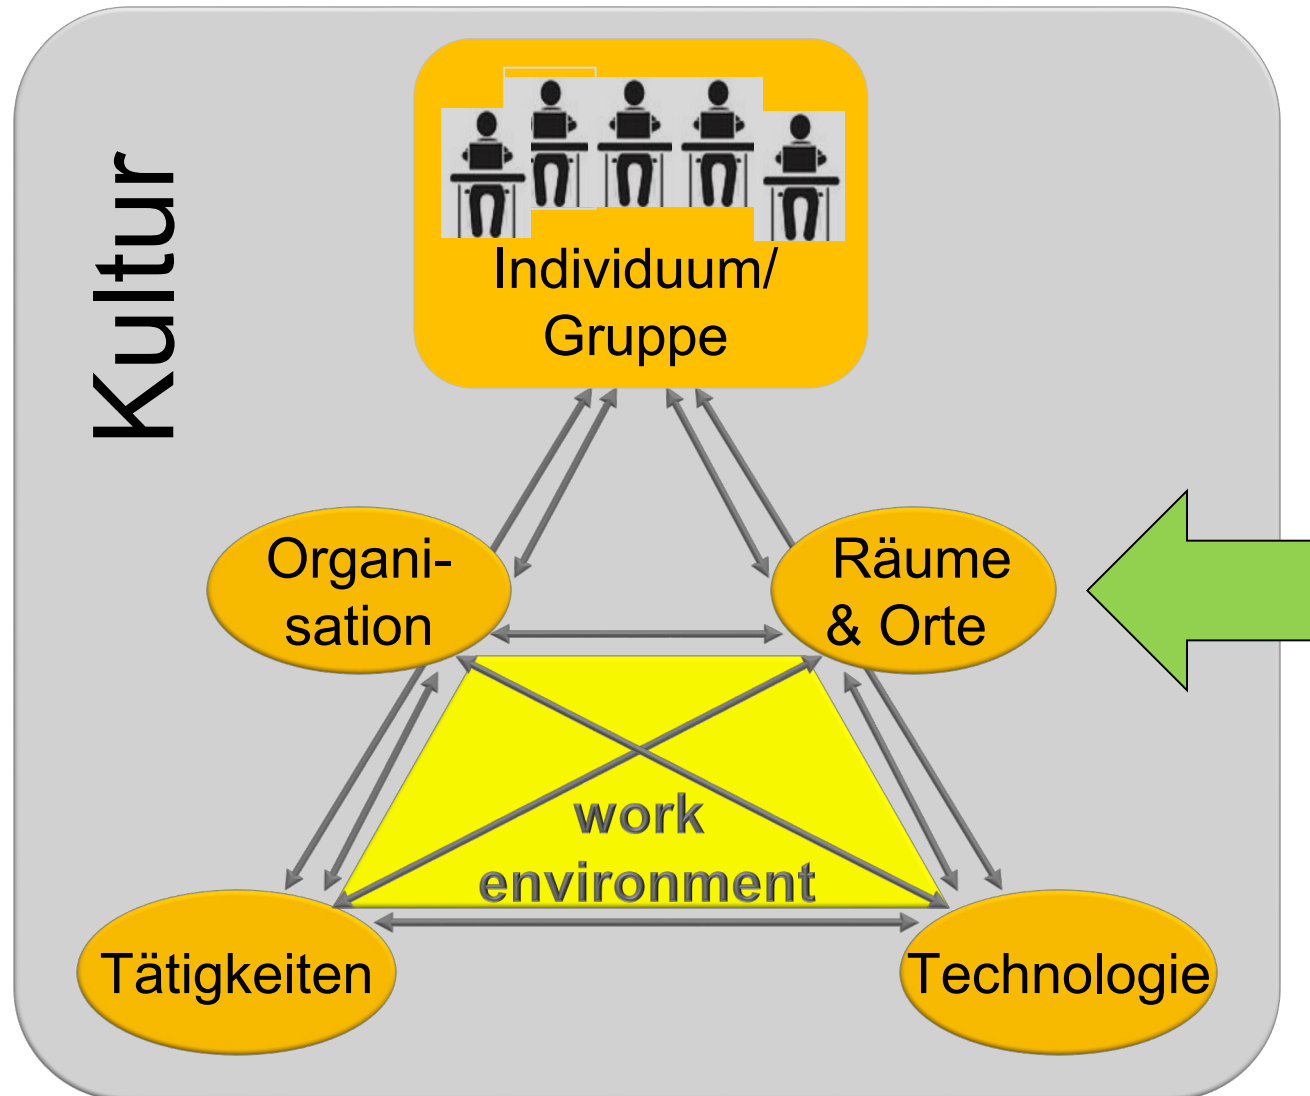 Kultur
Individuum/
Gruppe
Organi-
sation
Räume
& Orte
work
environment
Tätigkeiten
Technologie